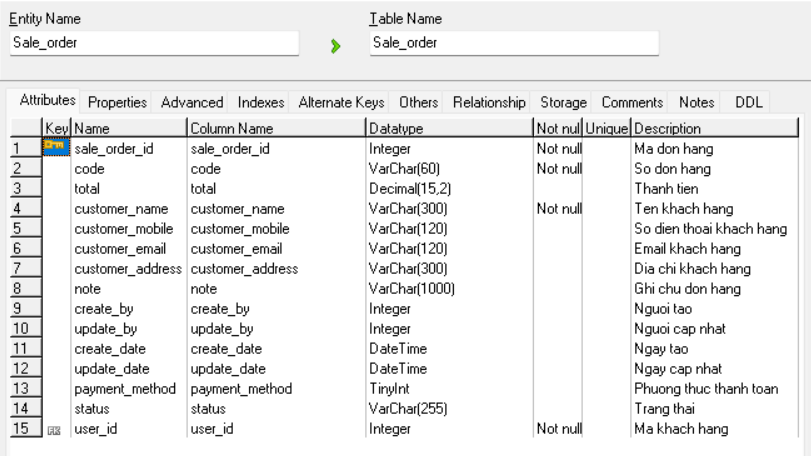 Entity Name Table Name
Sale_order Sale_order
Attributes Properties Advanced Indexes Alternate Keys Others Relationship Storage Comments Notes DDL
Key Name Column Name Datatype Not nul Unique Description
1 sale_order_id sale_order_id Integer Not null Ma don hang
2 code code VarChar(60) Not null So don hang
3 total total Decimal(15,2) Thanh tien
4 customer_name customer_name VarChar(300) Not null Ten khach hang
5 customer_mobile customer_mobile VarChar(120) So dien thoai khach hang
6 customer_email customer_email VarChar(120) Email khach hang
7 customer_address customer_address VarChar(300) Dia chi khach hang
8 note note VarChar(1000) Ghi chu don hang
9 create_by create_by Integer Nguoi tao
10 update_by update_by Integer Nguoi cap nhat
11 create_date create_date DateTime Ngay tao
12 update_date update_date DateTime Ngay cap nhat
13 payment_method payment_method TinyInt Phuong thuc thanh toan
14 status status VarChar(255) Trang thai
15 user_id user_id Integer Not null Ma khach hang